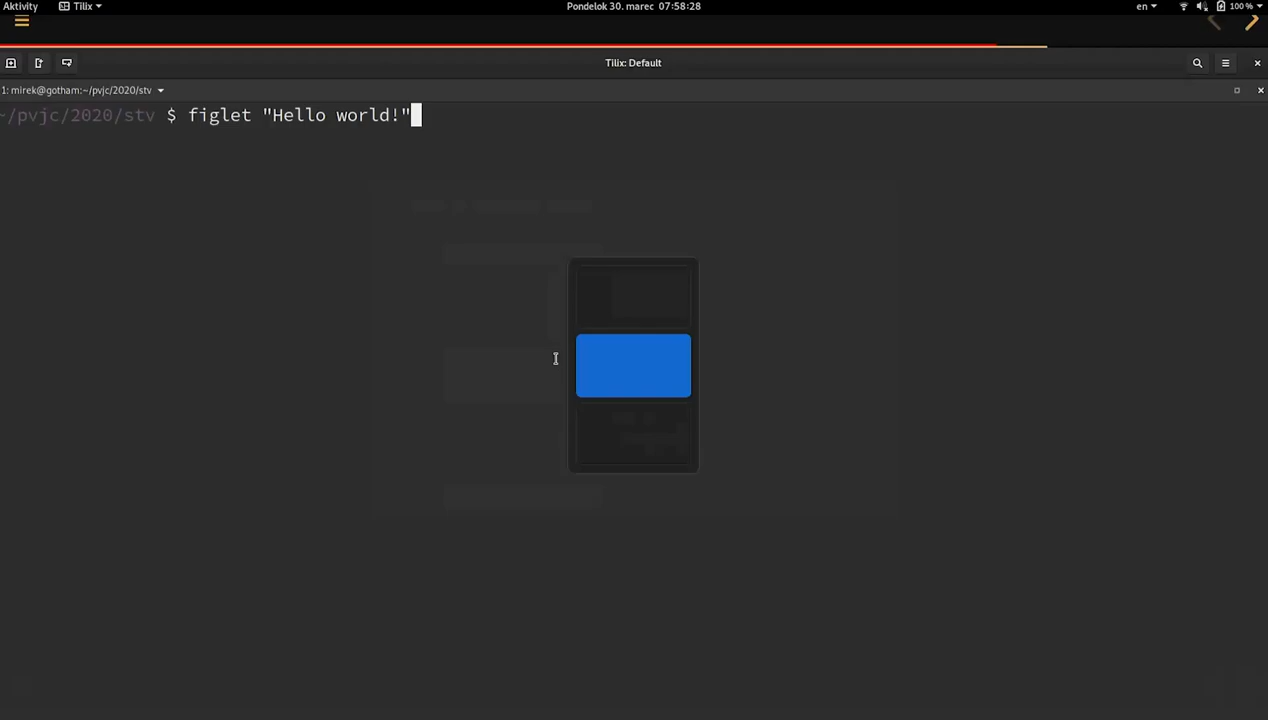 Aktivity Tilix Pondelok 30. marec 07:58:28 en 100 %
Tilix: Default
1: mirek@gotham:~/pvjc/2020/stv
~/pvjc/2020/stv $ figlet "Hello world!"